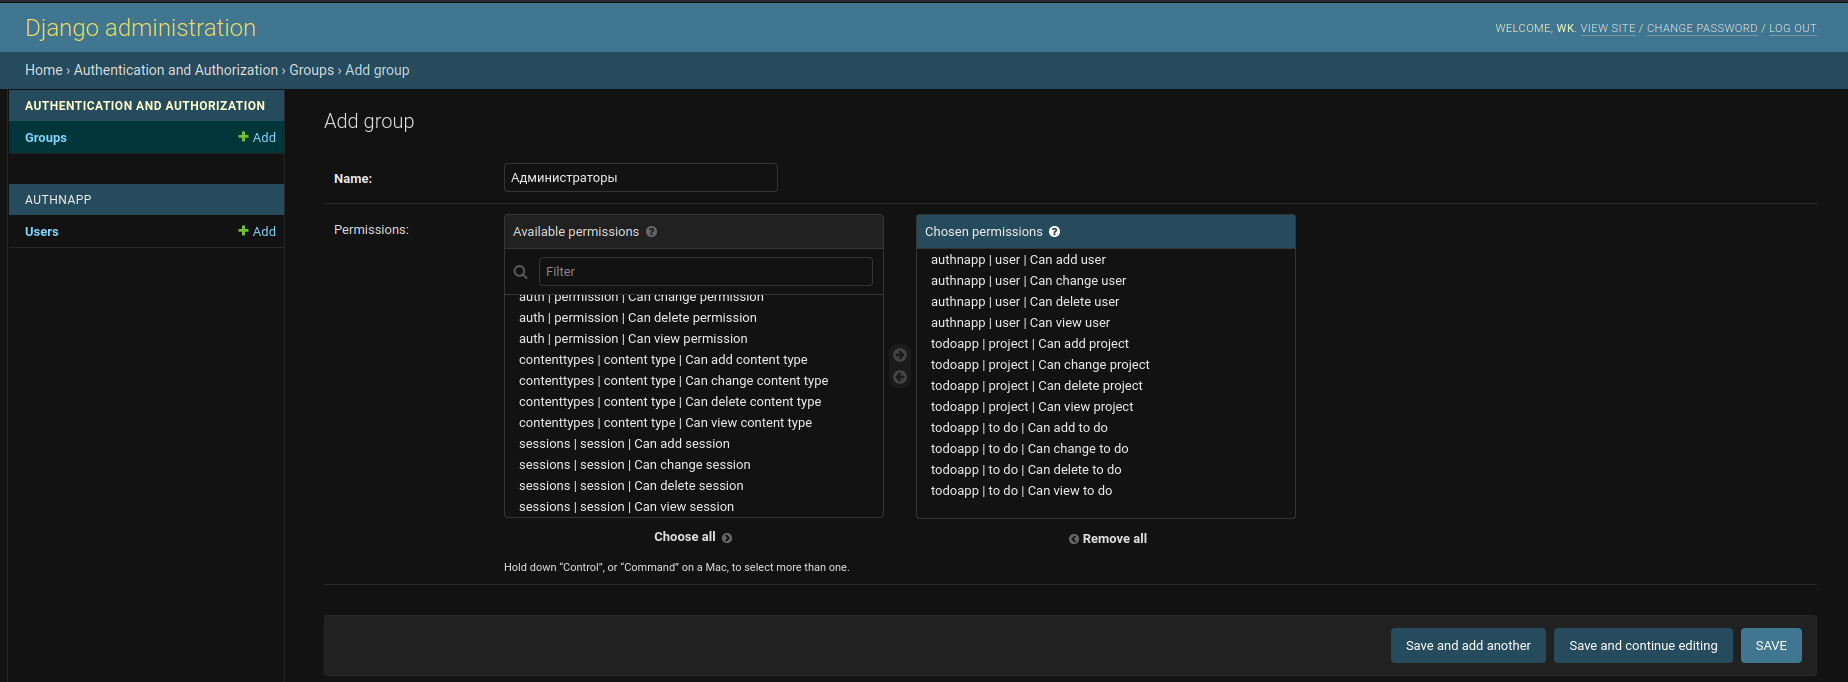 Django administration
WELCOME, WK. VIEW SITE / CHANGE PASSWORD / LOG OUT
Home › Authentication and Authorization › Groups › Add group
AUTHENTICATION AND AUTHORIZATION
Groups
Add
AUTHNAPP
Users
Add
Add group
Name:
Администраторы
Permissions:
Available permissions ?
Filter
auth | permission | Can change permission
auth | permission | Can delete permission
auth | permission | Can view permission
contenttypes | content type | Can add content type
contenttypes | content type | Can change content type
contenttypes | content type | Can delete content type
contenttypes | content type | Can view content type
sessions | session | Can add session
sessions | session | Can change session
sessions | session | Can delete session
sessions | session | Can view session
Choose all
Hold down “Control”, or “Command” on a Mac, to select more than one.
Chosen permissions ?
authnapp | user | Can add user
authnapp | user | Can change user
authnapp | user | Can delete user
authnapp | user | Can view user
todoapp | project | Can add project
todoapp | project | Can change project
todoapp | project | Can delete project
todoapp | project | Can view project
todoapp | to do | Can add to do
todoapp | to do | Can change to do
todoapp | to do | Can delete to do
todoapp | to do | Can view to do
Remove all
Save and add another
Save and continue editing
SAVE